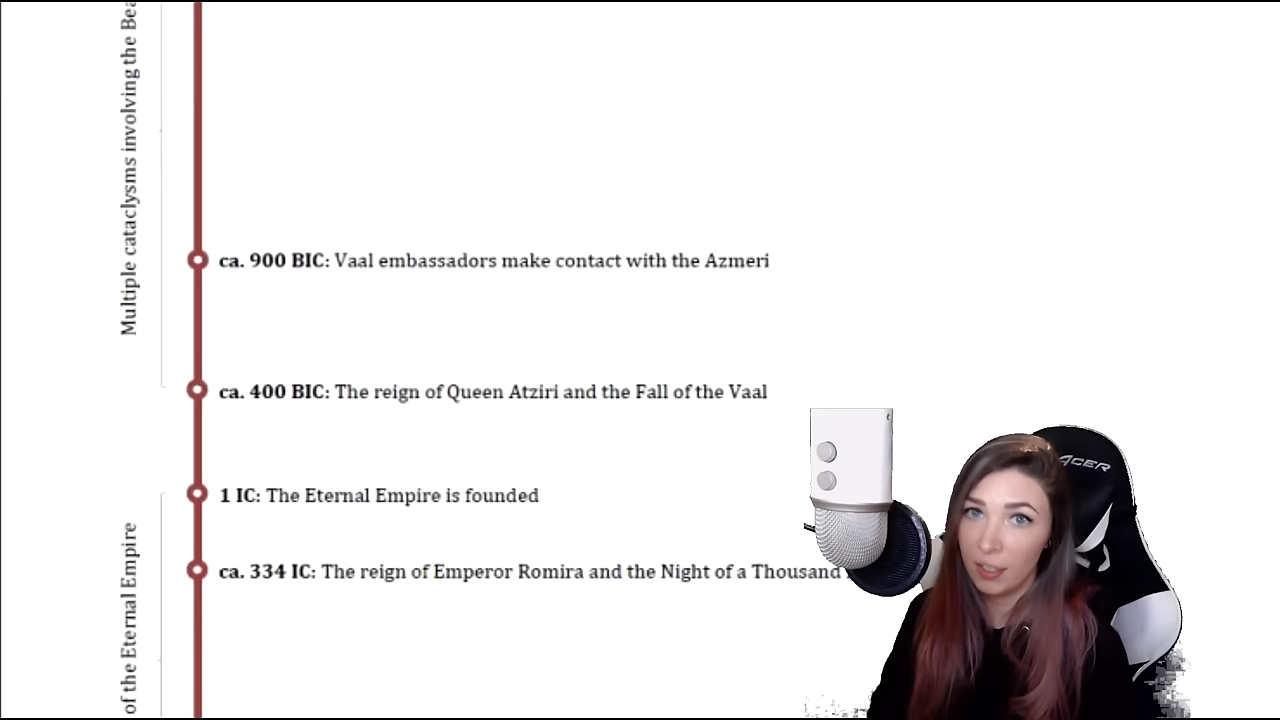 Multiple cataclysms involving the
ca. 900 BIC: Vaal embassadors make contact with the Azmeri
ca. 400 BIC: The reign of Queen Atziri and the Fall of the Vaal
1 IC: The Eternal Empire is founded
of the Eternal Empire
ca. 334 IC: The reign of Emperor Romira and the Night of a Thousand
ACER